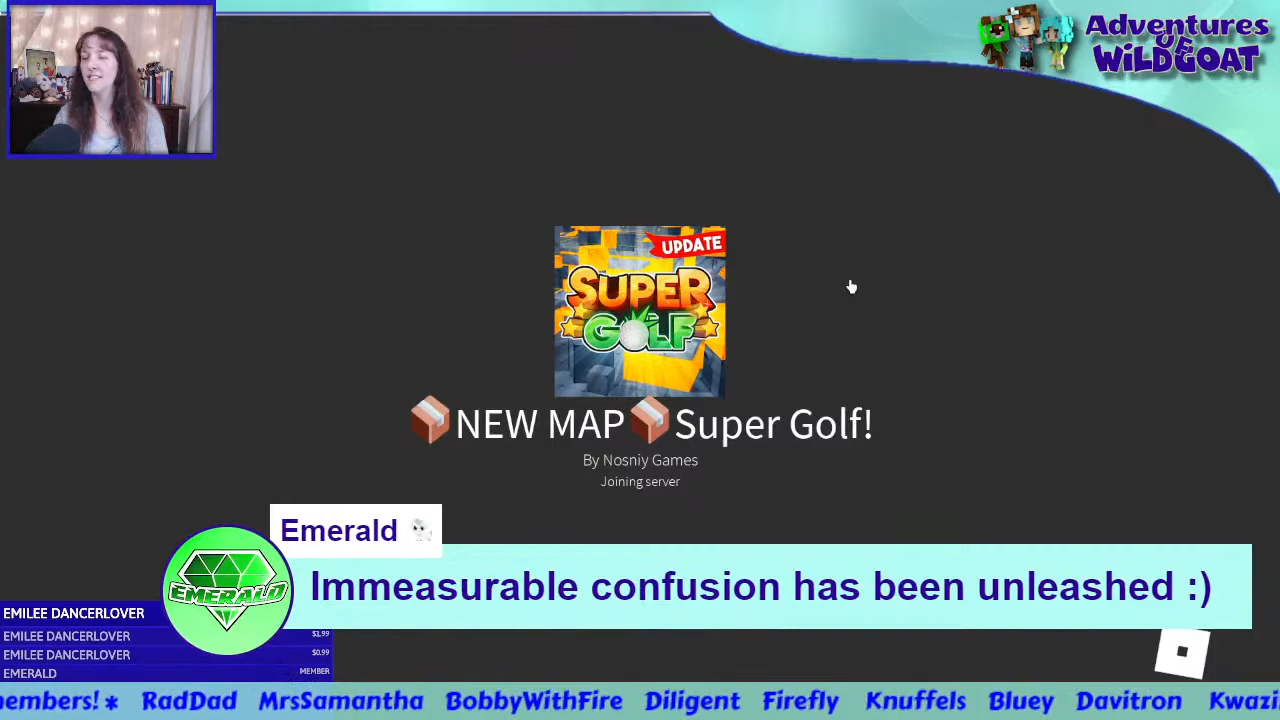 Adventures
OF
WiLDGOAT
UPDATE
SUPER
GOLF
📦NEW MAP📦Super Golf!
By Nosniy Games
Joining server
Emerald
EMERALD
Immeasurable confusion has been unleashed :)
EMILEE DANCERLOVER
EMILEE DANCERLOVER $1.99
EMILEE DANCERLOVER $0.99
EMERALD MEMBER
members! * RadDad MrsSamantha BobbyWithFire Diligent Firefly Knuffels Bluey Davitron Kwazi